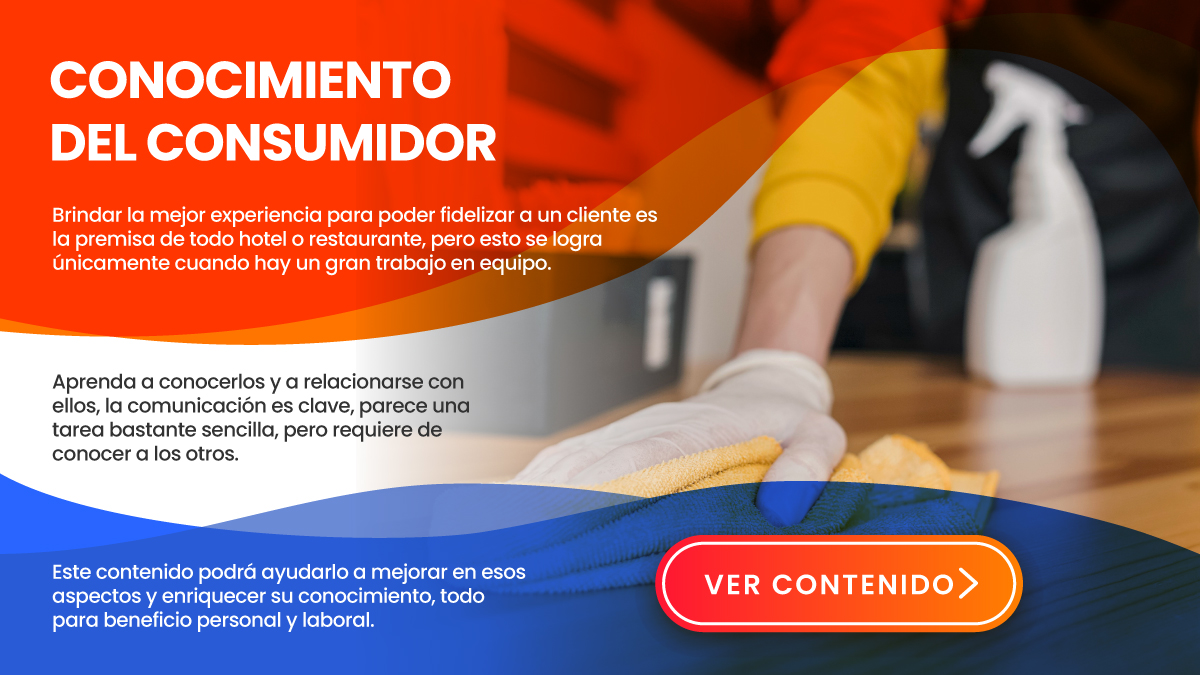 CONOCIMIENTO
DEL CONSUMIDOR
Brindar la mejor experiencia para poder fidelizar a un cliente es
la premisa de todo hotel o restaurante, pero esto se logra
únicamente cuando hay un gran trabajo en equipo.
Aprenda a conocerlos y a relacionarse con
ellos, la comunicación es clave, parece una
tarea bastante sencilla, pero requiere de
conocer a los otros.
Este contenido podrá ayudarlo a mejorar en esos
aspectos y enriquecer su conocimiento, todo
para beneficio personal y laboral.
VER CONTENIDO